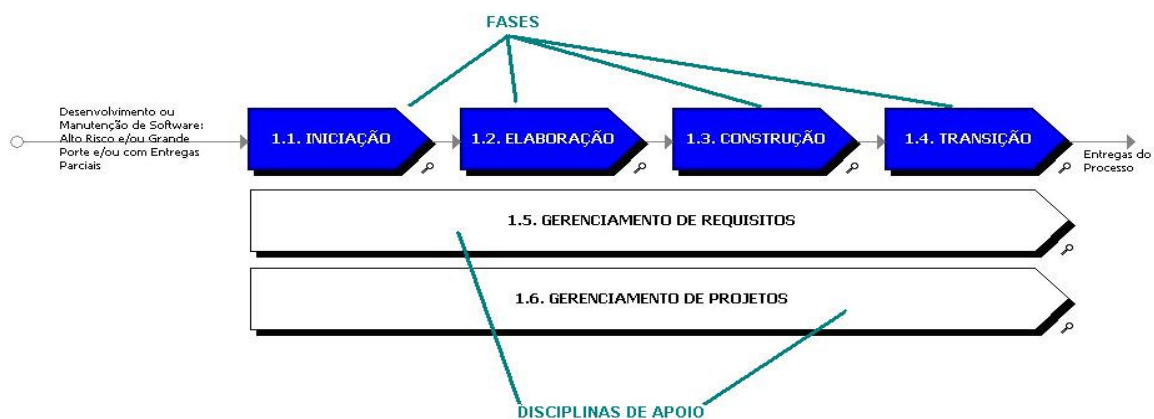 FASES
Desenvolvimento ou
Manutenção de Software:
Alto Risco e/ou Grande
Porte e/ou com Entregas
Parciais
1.1. INICIAÇÃO
1.2. ELABORAÇÃO
1.3. CONSTRUÇÃO
1.4. TRANSIÇÃO
Entregas do
Processo
1.5. GERENCIAMENTO DE REQUISITOS
1.6. GERENCIAMENTO DE PROJETOS
DISCIPLINAS DE APOIO